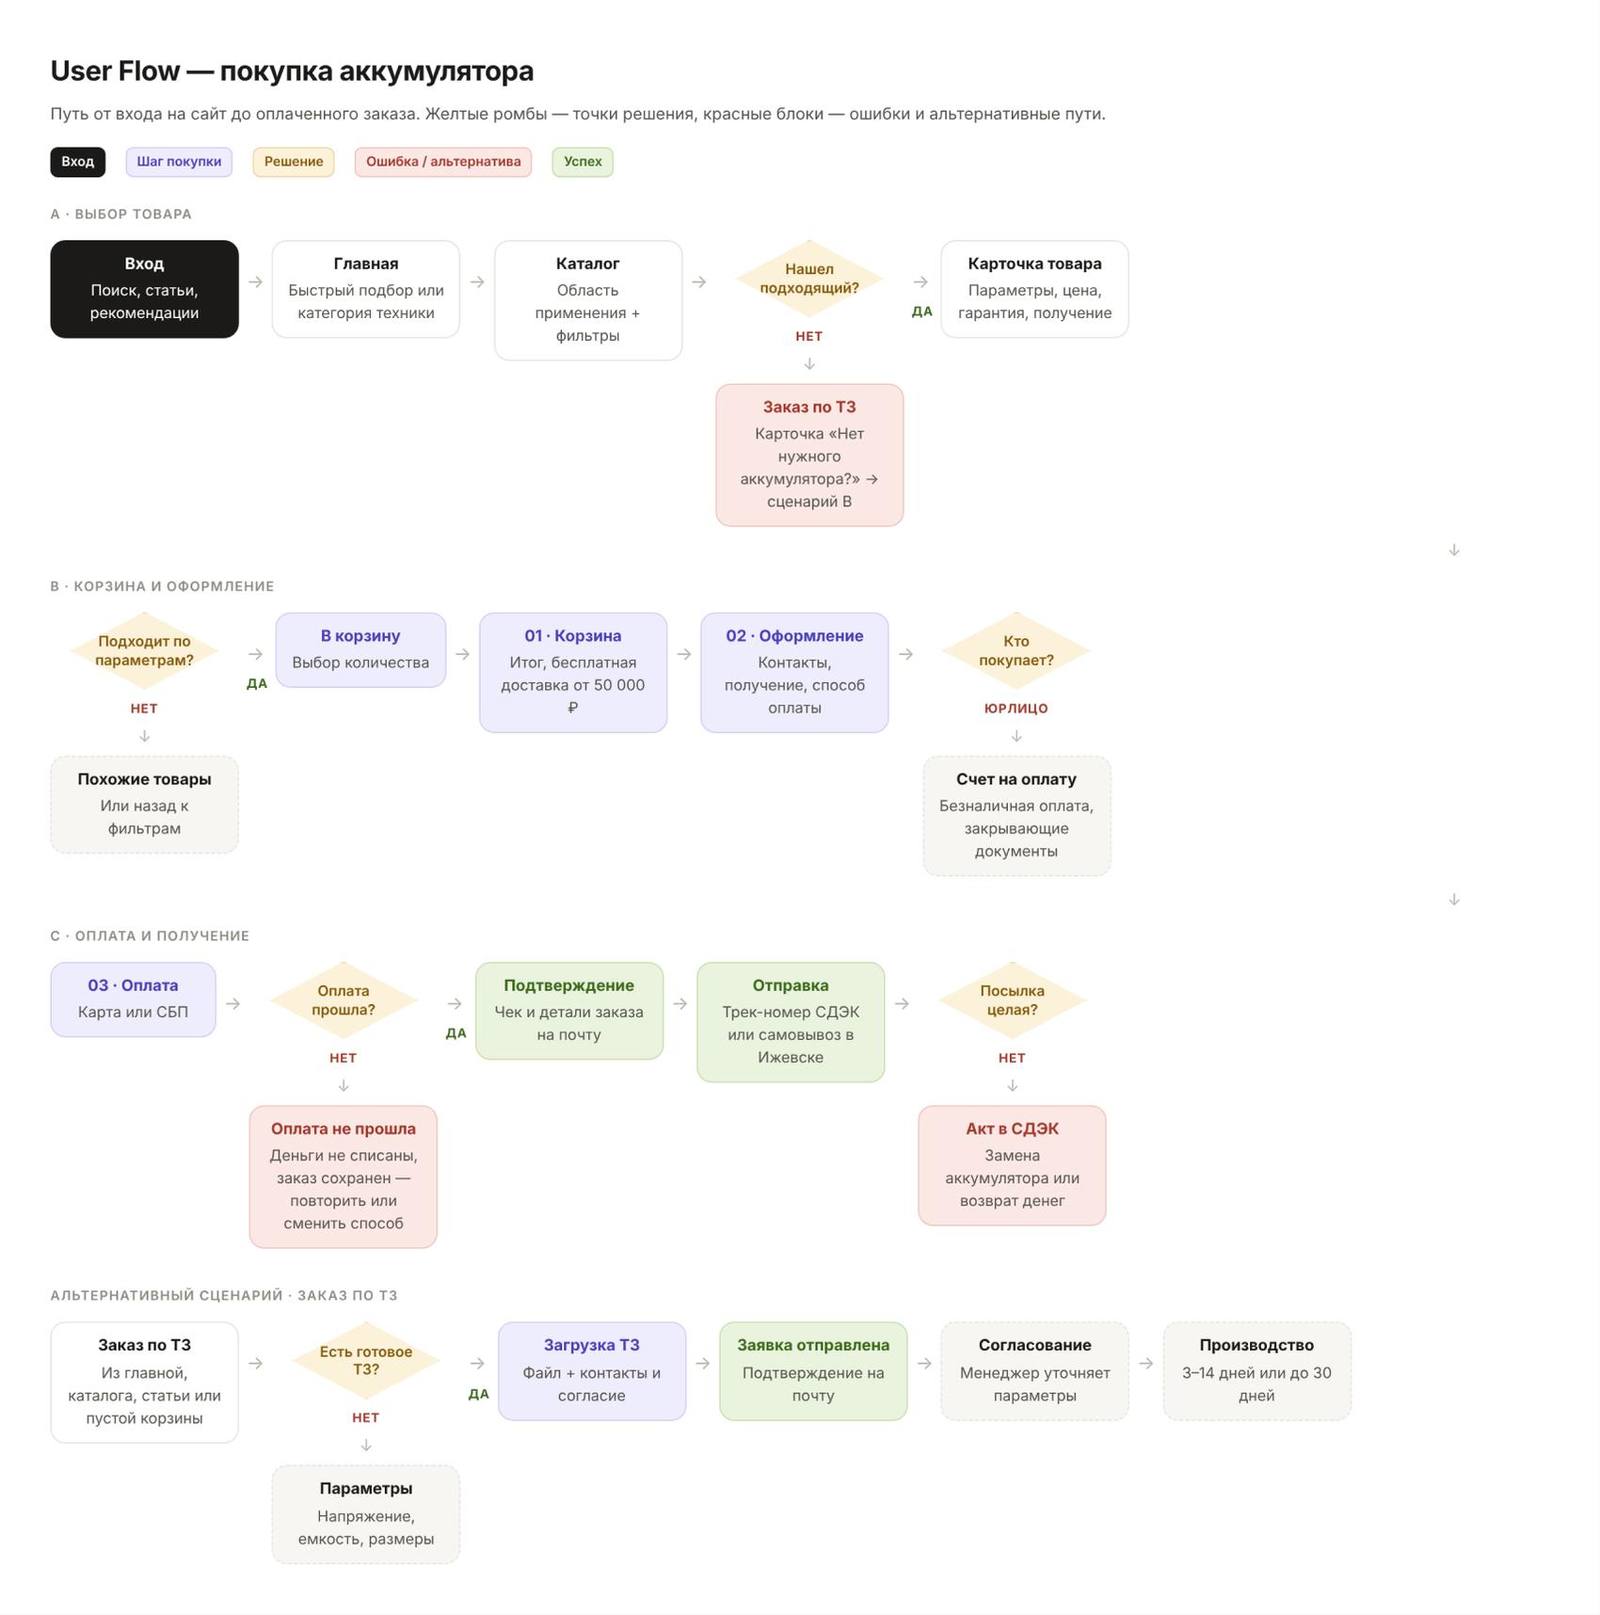 User Flow — покупка аккумулятора
Путь от входа на сайт до оплаченного заказа. Желтые ромбы — точки решения, красные блоки — ошибки и альтернативные пути.
Вход
Шаг покупки
Решение
Ошибка / альтернатива
Успех
А · ВЫБОР ТОВАРА
Вход
Поиск, статьи,
рекомендации
→
Главная
Быстрый подбор или
категория техники
→
Каталог
Область
применения +
фильтры
→
Нашел
подходящий?
НЕТ
↓
Заказ по ТЗ
Карточка «Нет
нужного
аккумулятора?» →
сценарий B
→
ДА
Карточка товара
Параметры, цена,
гарантия, получение
↓
B · КОРЗИНА И ОФОРМЛЕНИЕ
Подходит по
параметрам?
НЕТ
↓
Похожие товары
Или назад к
фильтрам
→
ДА
В корзину
Выбор количества
→
01 · Корзина
Итог, бесплатная
доставка от 50 000
₽
→
02 · Оформление
Контакты,
получение, способ
оплаты
→
Кто
покупает?
ЮРЛИЦО
↓
Счет на оплату
Безналичная оплата,
закрывающие
документы
↓
C · ОПЛАТА И ПОЛУЧЕНИЕ
03 · Оплата
Карта или СБП
→
Оплата
прошла?
НЕТ
↓
Оплата не прошла
Деньги не списаны,
заказ сохранен —
повторить или
сменить способ
→
ДА
Подтверждение
Чек и детали заказа
на почту
→
Отправка
Трек-номер СДЭК
или самовывоз в
Ижевске
→
Посылка
целая?
НЕТ
↓
Акт в СДЭК
Замена
аккумулятора или
возврат денег
АЛЬТЕРНАТИВНЫЙ СЦЕНАРИЙ · ЗАКАЗ ПО ТЗ
Заказ по ТЗ
Из главной,
каталога, статьи или
пустой корзины
→
Есть готовое
ТЗ?
НЕТ
↓
Параметры
Напряжение,
емкость, размеры
→
ДА
Загрузка ТЗ
Файл + контакты и
согласие
→
Заявка отправлена
Подтверждение на
почту
→
Согласование
Менеджер уточняет
параметры
→
Производство
3–14 дней или до 30
дней